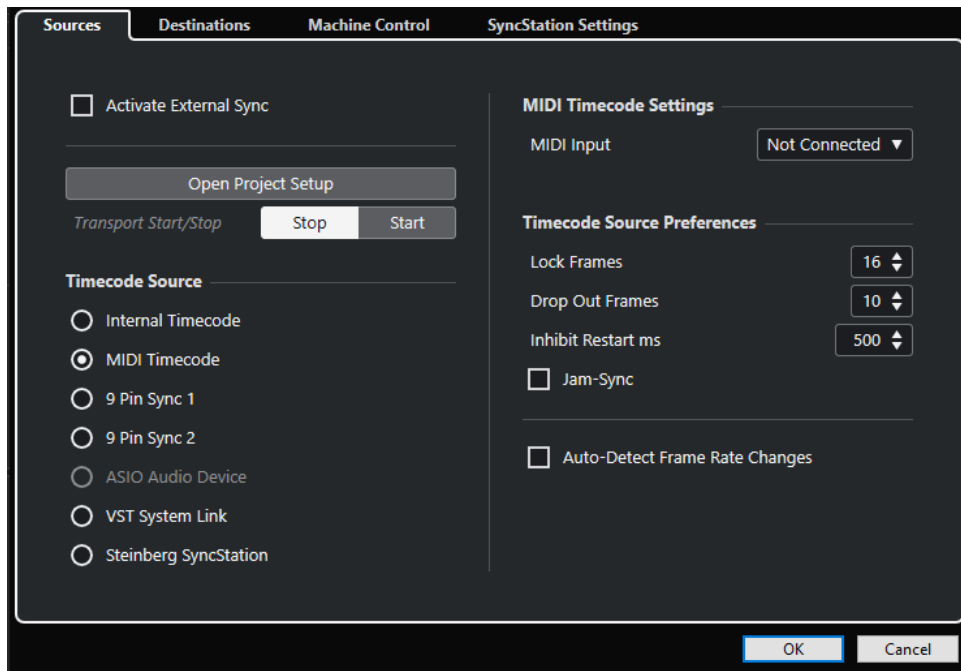 Sources Destinations Machine Control SyncStation Settings
Activate External Sync
Open Project Setup
Transport Start/Stop Stop Start
Timecode Source
Internal Timecode
MIDI Timecode
9 Pin Sync 1
9 Pin Sync 2
ASIO Audio Device
VST System Link
Steinberg SyncStation
MIDI Timecode Settings
MIDI Input Not Connected
Timecode Source Preferences
Lock Frames 16
Drop Out Frames 10
Inhibit Restart ms 500
Jam-Sync
Auto-Detect Frame Rate Changes
OK Cancel